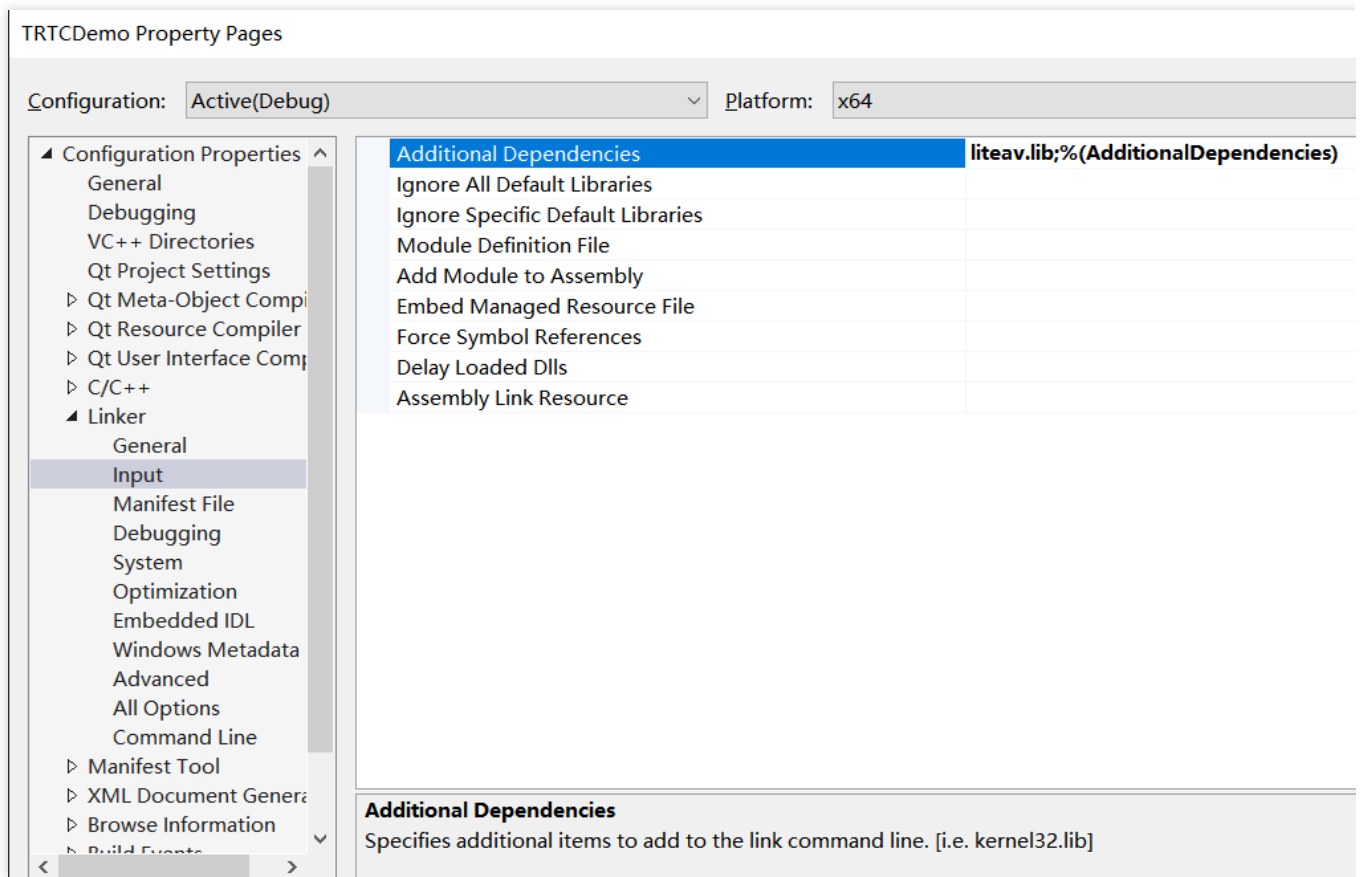 TRTCDemo Property Pages
Configuration: Active(Debug) Platform: x64
Configuration Properties
General
Debugging
VC++ Directories
Qt Project Settings
Qt Meta-Object Compi
Qt Resource Compiler
Qt User Interface Comp
C/C++
Linker
General
Input
Manifest File
Debugging
System
Optimization
Embedded IDL
Windows Metadata
Advanced
All Options
Command Line
Manifest Tool
XML Document Genera
Browse Information
Build Events
Additional Dependencies liteav.lib;%(AdditionalDependencies)
Ignore All Default Libraries
Ignore Specific Default Libraries
Module Definition File
Add Module to Assembly
Embed Managed Resource File
Force Symbol References
Delay Loaded Dlls
Assembly Link Resource
Additional Dependencies
Specifies additional items to add to the link command line. [i.e. kernel32.lib]